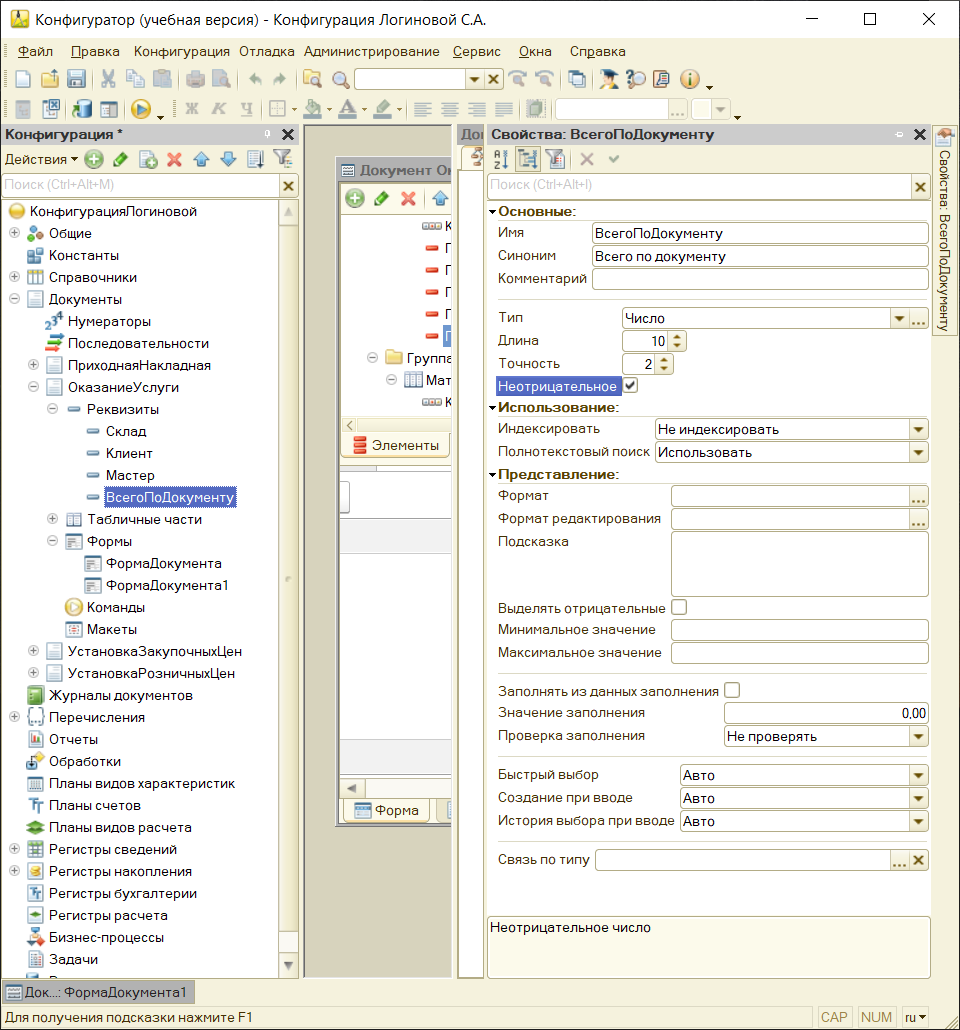 Конфигуратор (учебная версия) - Конфигурация Логиновой С.А.
Файл Правка Конфигурация Отладка Администрирование Сервис Окна Справка
Ж К Ч
Конфигурация *
Действия
Поиск (Ctrl+Alt+M)
КонфигурацияЛогиновой
Общие
Константы
Справочники
Документы
Нумераторы
Последовательности
ПриходнаяНакладная
ОказаниеУслуги
Реквизиты
Склад
Клиент
Мастер
ВсегоПоДокументу
Табличные части
Формы
ФормаДокумента
ФормаДокумента1
Команды
Макеты
УстановкаЗакупочныхЦен
УстановкаРозничныхЦен
Журналы документов
Перечисления
Отчеты
Обработки
Планы видов характеристик
Планы счетов
Планы видов расчета
Регистры сведений
Регистры накопления
Регистры бухгалтерии
Регистры расчета
Бизнес-процессы
Задачи
Документ Ок
Группа
Мат
Элементы
Форма
Док
Свойства: ВсегоПоДокументу
Поиск (Ctrl+Alt+I)
Основные:
Имя ВсегоПоДокументу
Синоним Всего по документу
Комментарий
Тип Число
Длина 10
Точность 2
Неотрицательное
Использование:
Индексировать Не индексировать
Полнотекстовый поиск Использовать
Представление:
Формат
Формат редактирования
Подсказка
Выделять отрицательные
Минимальное значение
Максимальное значение
Заполнять из данных заполнения
Значение заполнения 0,00
Проверка заполнения Не проверять
Быстрый выбор Авто
Создание при вводе Авто
История выбора при вводе Авто
Связь по типу
Неотрицательное число
Свойства: ВсегоПоДокументу
Док...: ФормаДокумента1
Для получения подсказки нажмите F1
CAP NUM ru